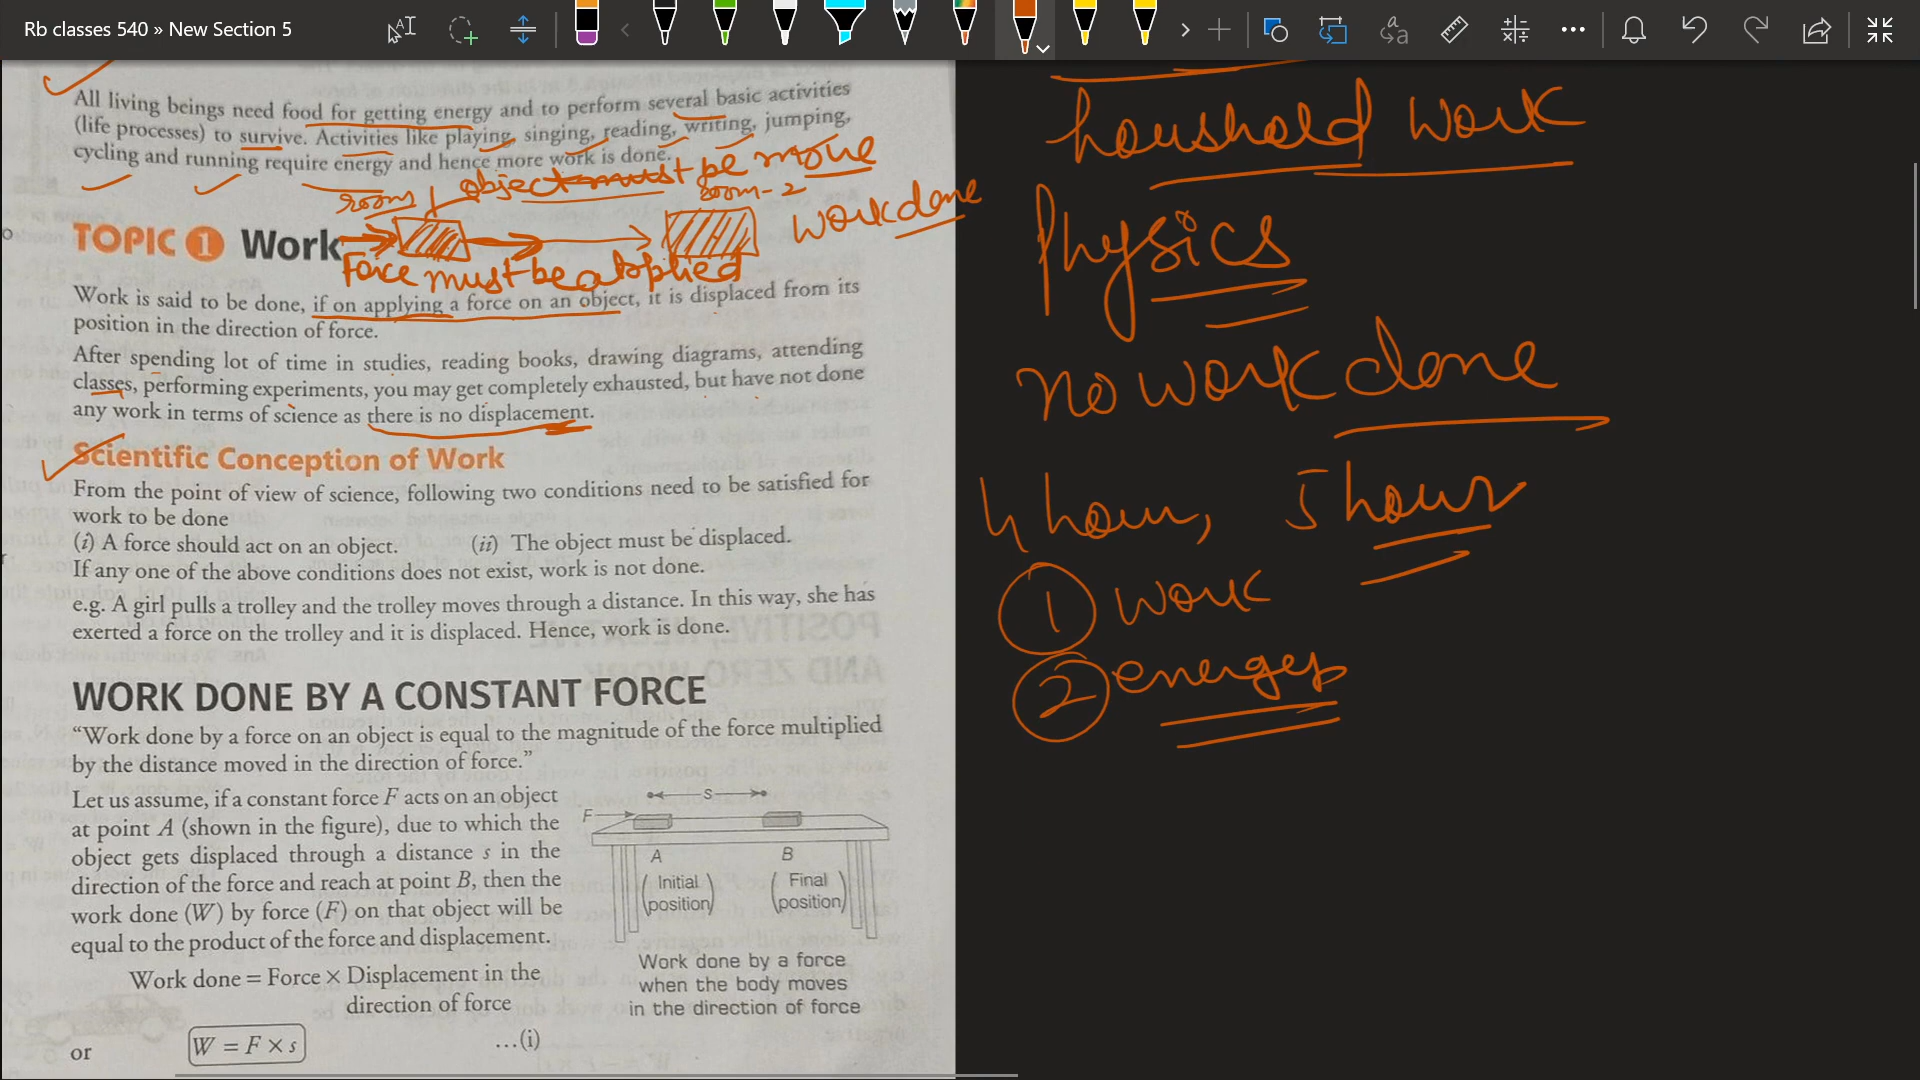 Rb classes 540 » New Section 5
All living beings need food for getting energy and to perform several basic activities
(life processes) to survive. Activities like playing, singing, reading, writing, jumping,
cycling and running require energy and hence more work is done.
object must be move
room 1
room-2
work done
TOPIC 1 Work
Force must be applied
Work is said to be done, if on applying a force on an object, it is displaced from its
position in the direction of force.
After spending lot of time in studies, reading books, drawing diagrams, attending
classes, performing experiments, you may get completely exhausted, but have not done
any work in terms of science as there is no displacement.
Scientific Conception of Work
From the point of view of science, following two conditions need to be satisfied for
work to be done
(i) A force should act on an object. (ii) The object must be displaced.
If any one of the above conditions does not exist, work is not done.
e.g. A girl pulls a trolley and the trolley moves through a distance. In this way, she has
exerted a force on the trolley and it is displaced. Hence, work is done.
WORK DONE BY A CONSTANT FORCE
“Work done by a force on an object is equal to the magnitude of the force multiplied
by the distance moved in the direction of force.”
Let us assume, if a constant force F acts on an object
at point A (shown in the figure), due to which the
object gets displaced through a distance s in the
direction of the force and reach at point B, then the
work done (W) by force (F) on that object will be
equal to the product of the force and displacement.
Work done = Force × Displacement in the
direction of force
or W = F × s ...(i)
s
F
A B
(Initial position) (Final position)
Work done by a force
when the body moves
in the direction of force
houshold work
Physics
no work done
4 hour, 5 hour
1 work
2 energy